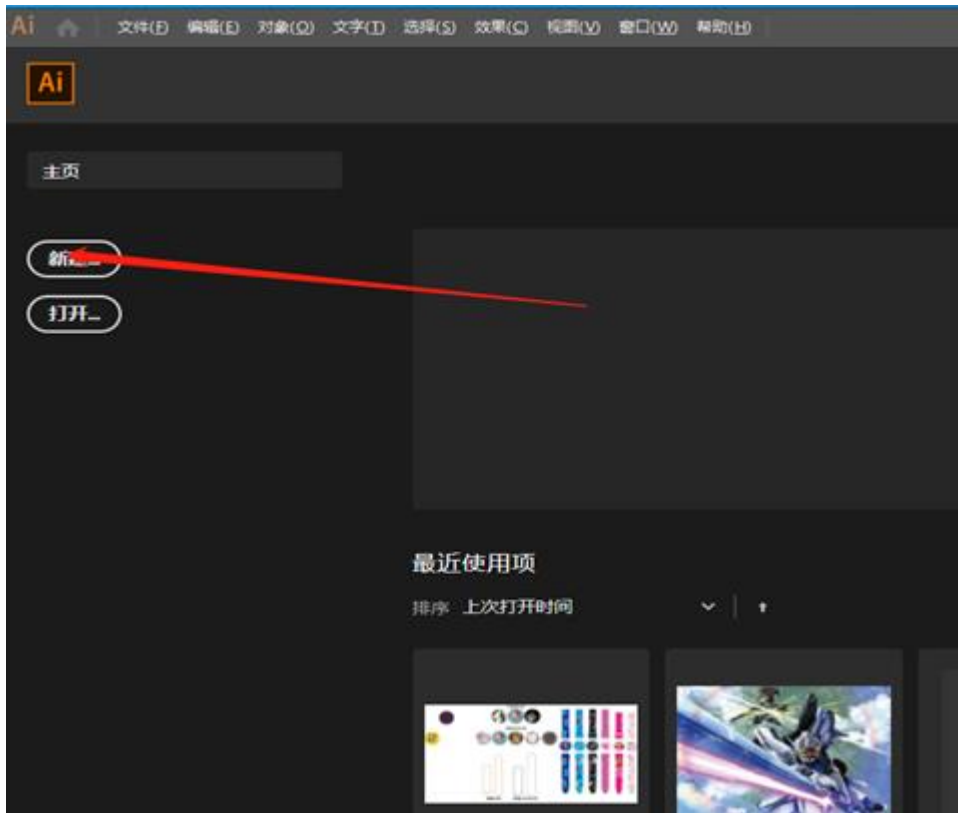 Ai 文件(F) 编辑(E) 对象(O) 文字(T) 选择(S) 效果(C) 视图(V) 窗口(W) 帮助(H)
Ai
主页
新建...
打开...
最近使用项
排序 上次打开时间